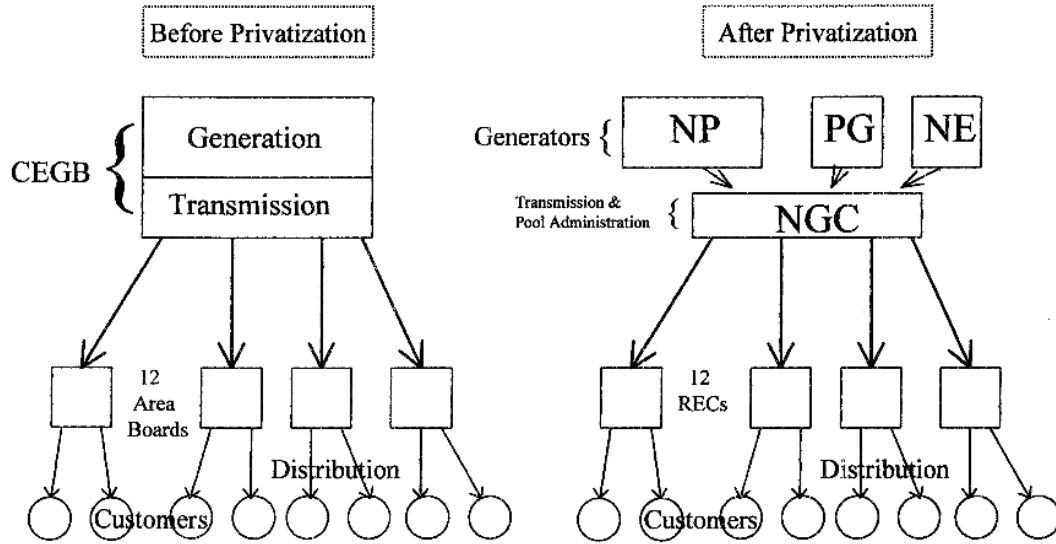 Before Privatization
CEGB
Generation
Transmission
12
Area
Boards
Distribution
Customers
After Privatization
Generators
NP
PG
NE
Transmission &
Pool Administration
NGC
12
RECs
Distribution
Customers